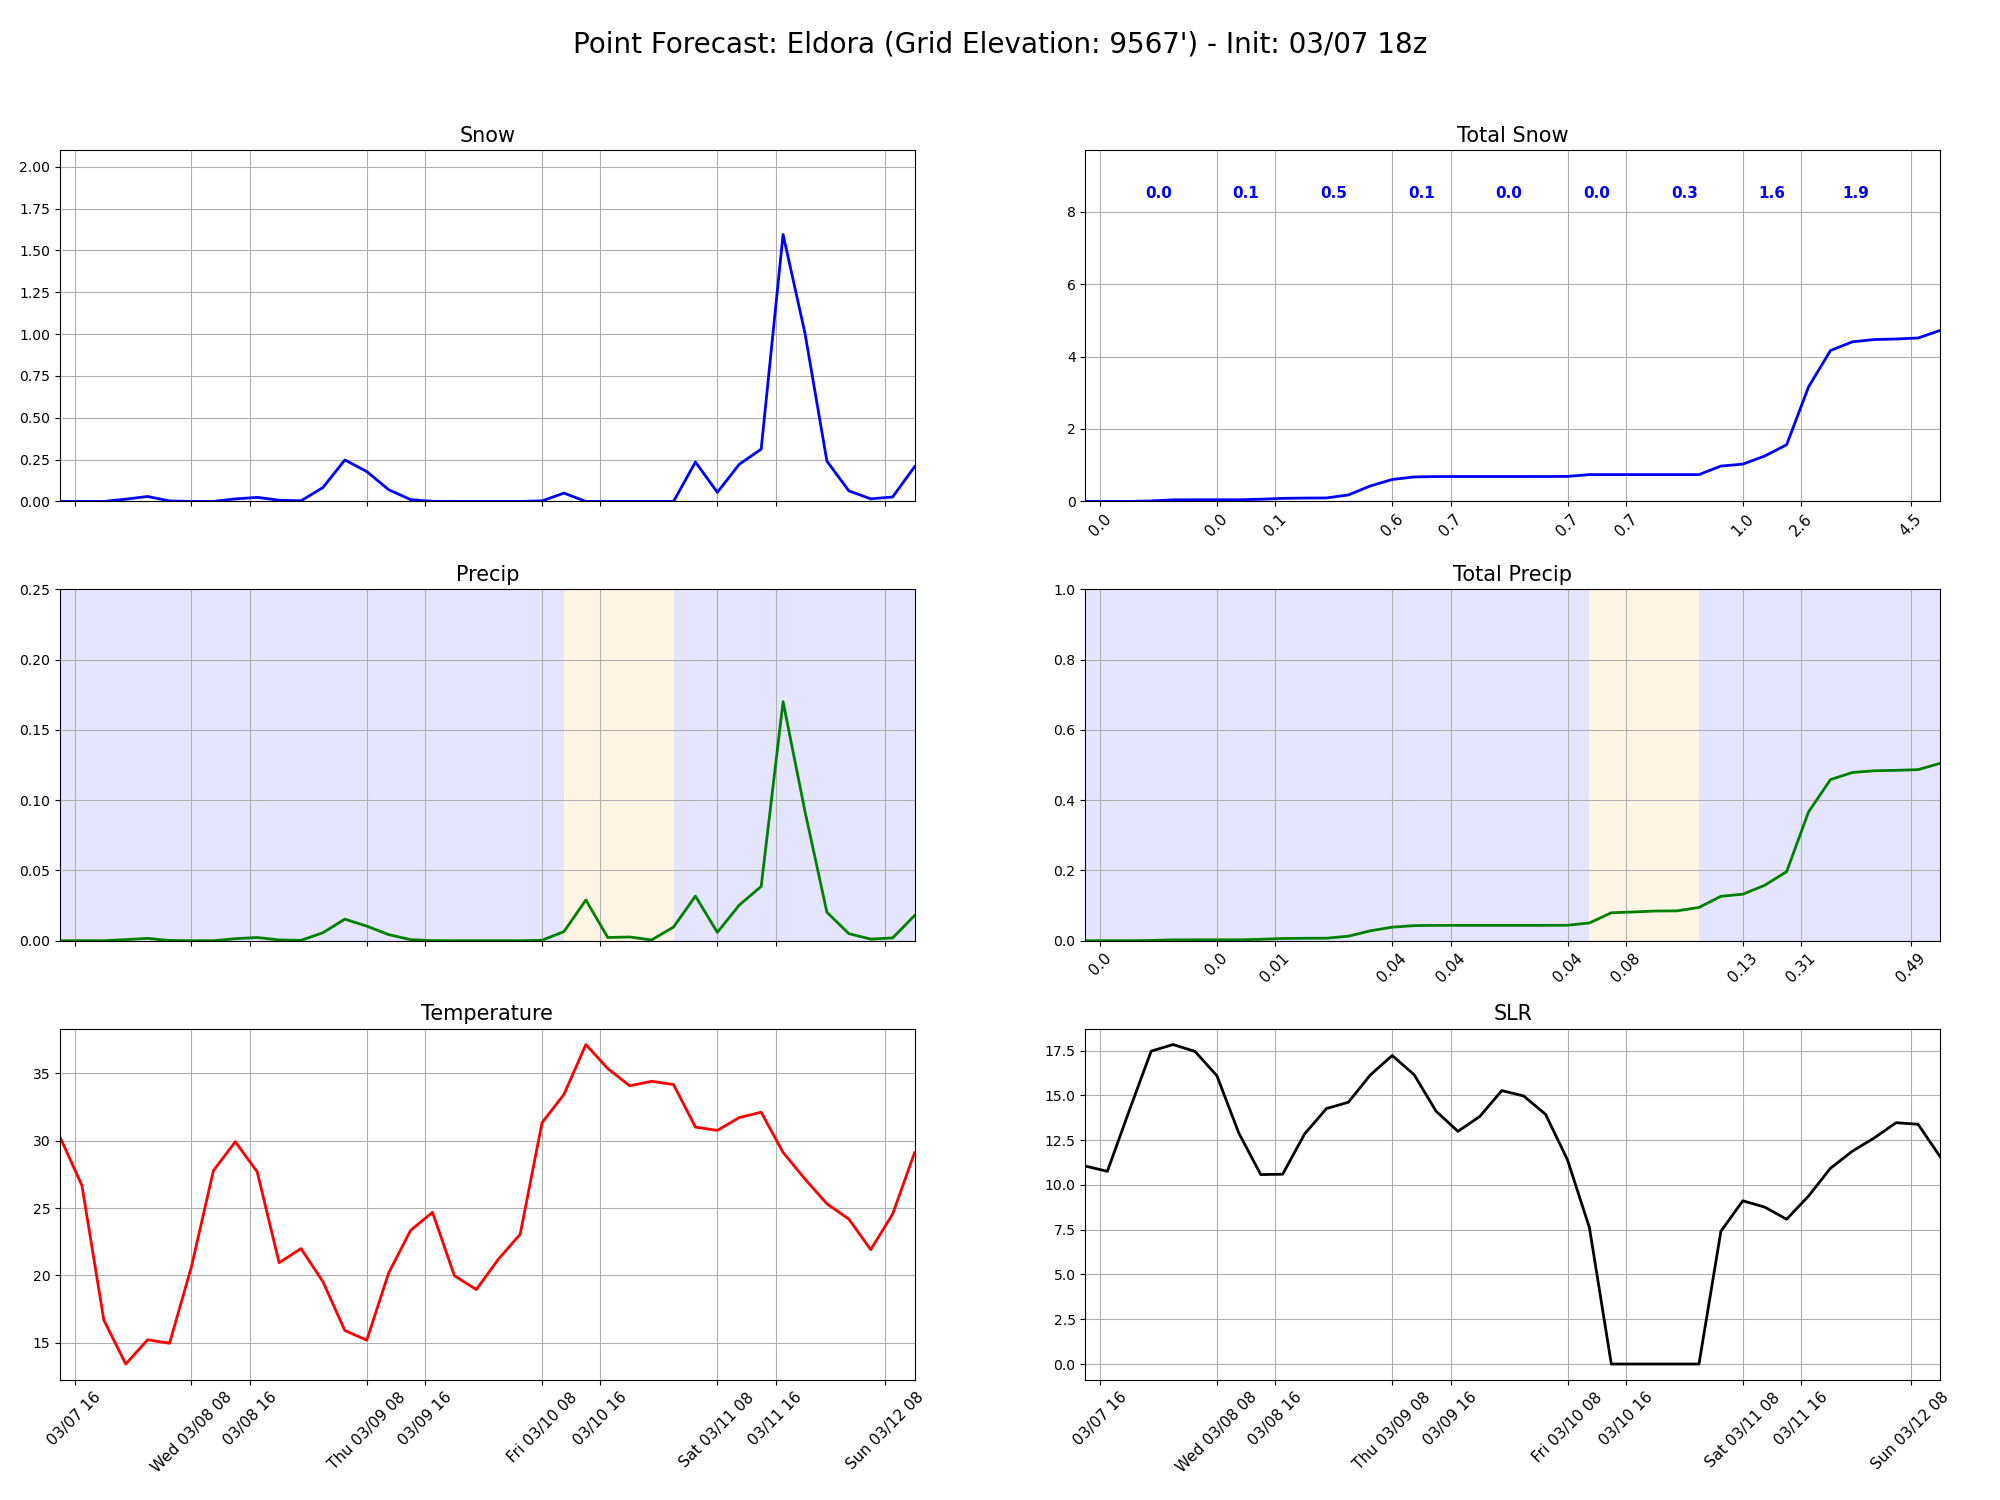 Point Forecast: Eldora (Grid Elevation: 9567') - Init: 03/07 18z
Snow
2.00
1.75
1.50
1.25
1.00
0.75
0.50
0.25
0.00
Total Snow
0.0 0.1 0.5 0.1 0.0 0.0 0.3 1.6 1.9
8
6
4
2
0
0.0 0.0 0.1 0.6 0.7 0.7 0.7 1.0 2.6 4.5
Precip
0.25
0.20
0.15
0.10
0.05
0.00
Total Precip
1.0
0.8
0.6
0.4
0.2
0.0
0.0 0.0 0.01 0.04 0.04 0.04 0.08 0.13 0.31 0.49
Temperature
35
30
25
20
15
03/07 16
Wed 03/08 08
03/08 16
Thu 03/09 08
03/09 16
Fri 03/10 08
03/10 16
Sat 03/11 08
03/11 16
Sun 03/12 08
SLR
17.5
15.0
12.5
10.0
7.5
5.0
2.5
0.0
03/07 16
Wed 03/08 08
03/08 16
Thu 03/09 08
03/09 16
Fri 03/10 08
03/10 16
Sat 03/11 08
03/11 16
Sun 03/12 08